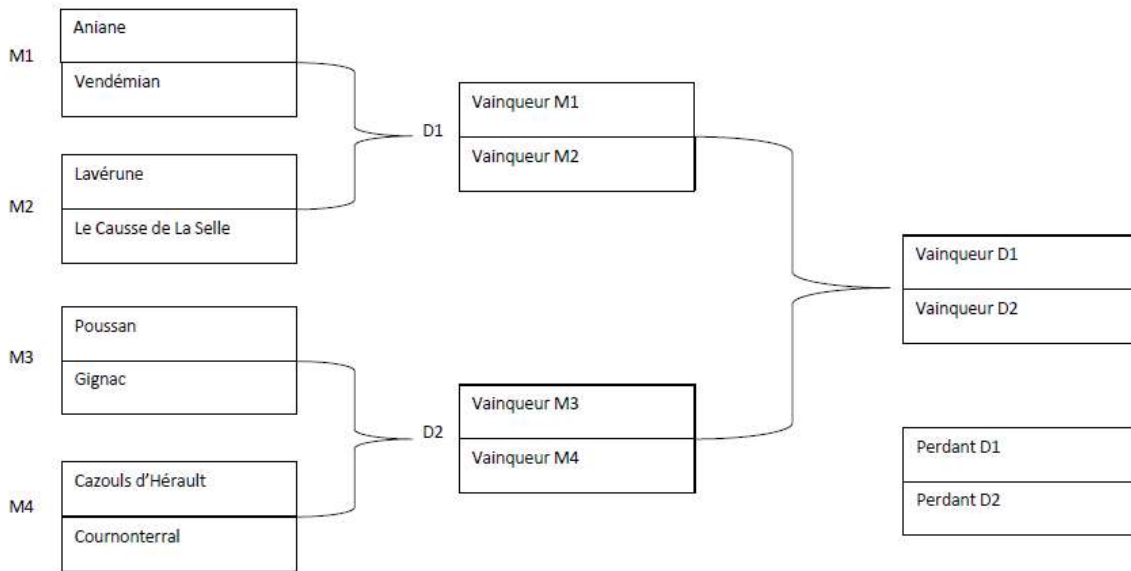 M1
Aniane
Vendémian
M2
Lavérune
Le Causse de La Selle
M3
Poussan
Gignac
M4
Cazouls d'Hérault
Cournonterral
D1
Vainqueur M1
Vainqueur M2
D2
Vainqueur M3
Vainqueur M4
Vainqueur D1
Vainqueur D2
Perdant D1
Perdant D2